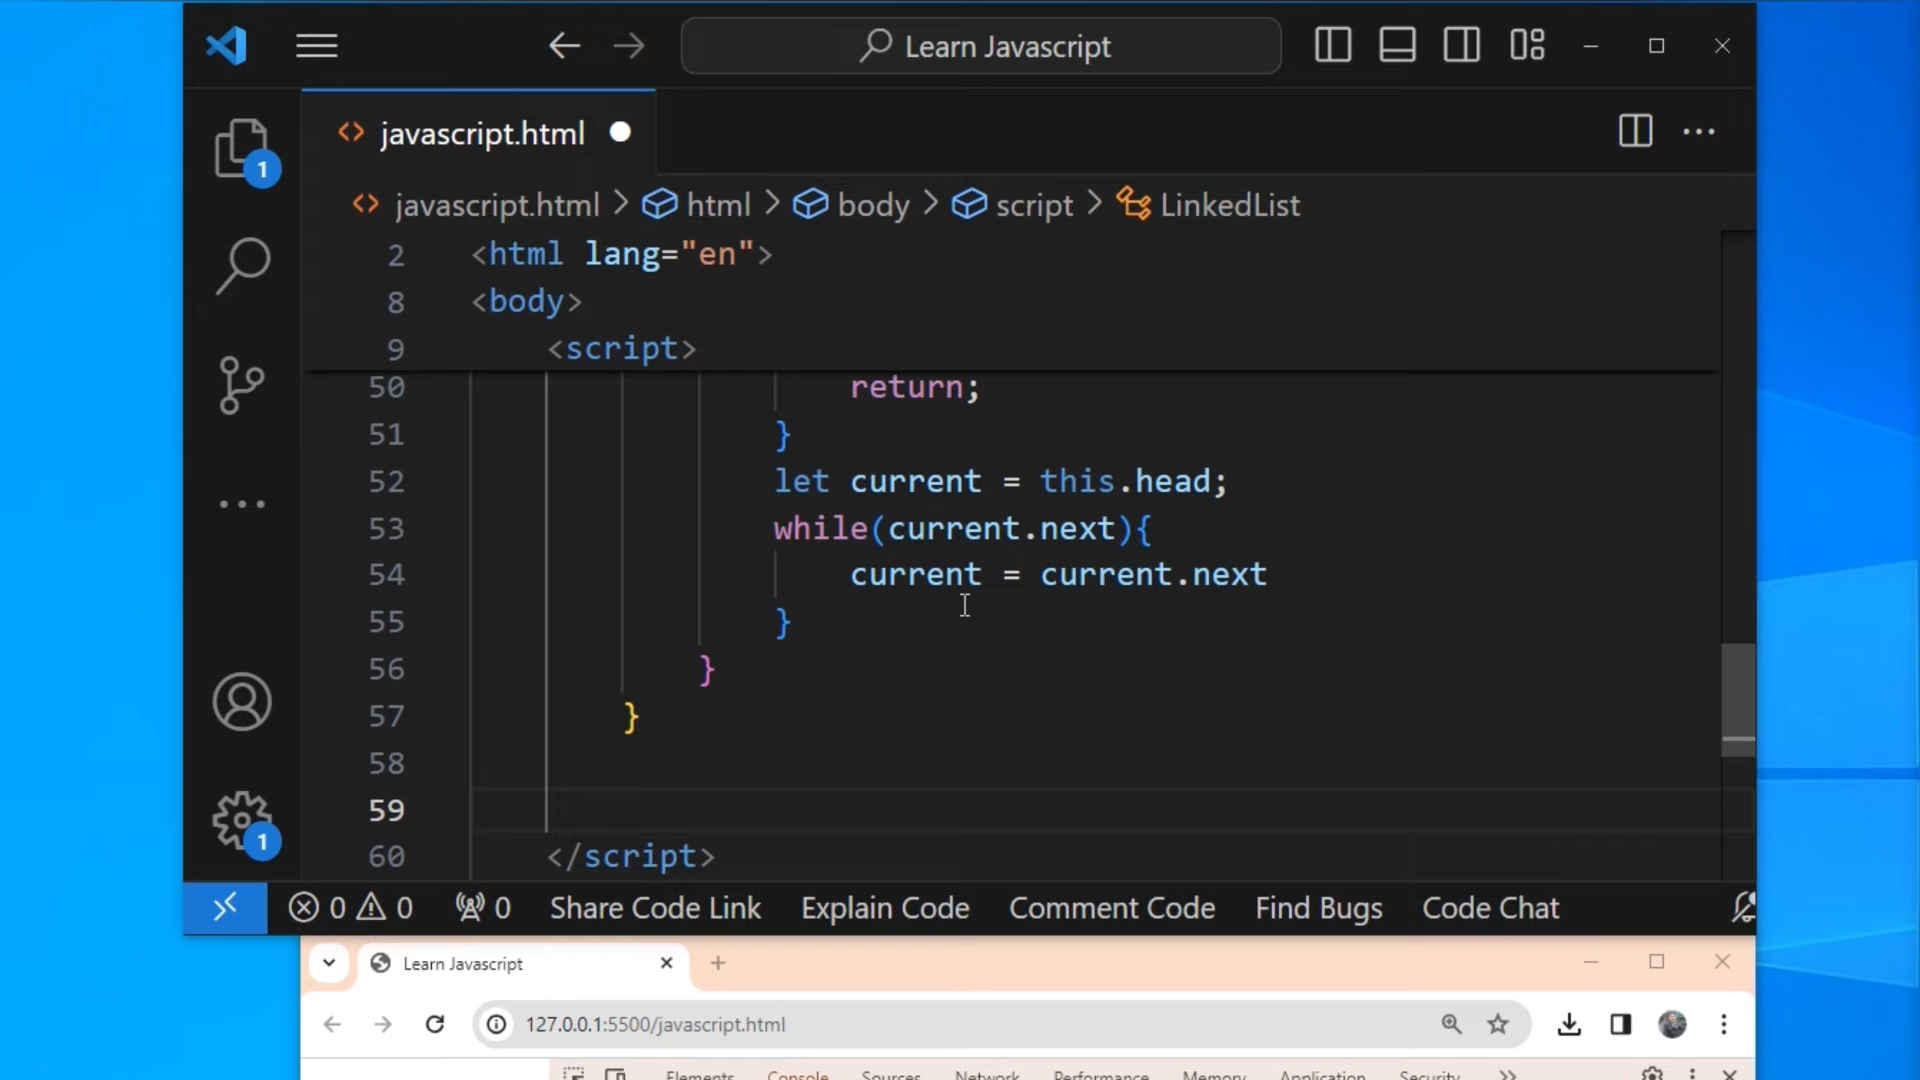 Learn Javascript
javascript.html
1
javascript.html > html > body > script > LinkedList
2 <html lang="en">
8 <body>
9 <script>
50 return;
51 }
52 let current = this.head;
53 while(current.next){
54 current = current.next
55 }
56 }
57 }
58
59
60 </script>
1
0 0 0 Share Code Link Explain Code Comment Code Find Bugs Code Chat
Learn Javascript
127.0.0.1:5500/javascript.html
Elements Console Sources Network Performance Memory Application Security